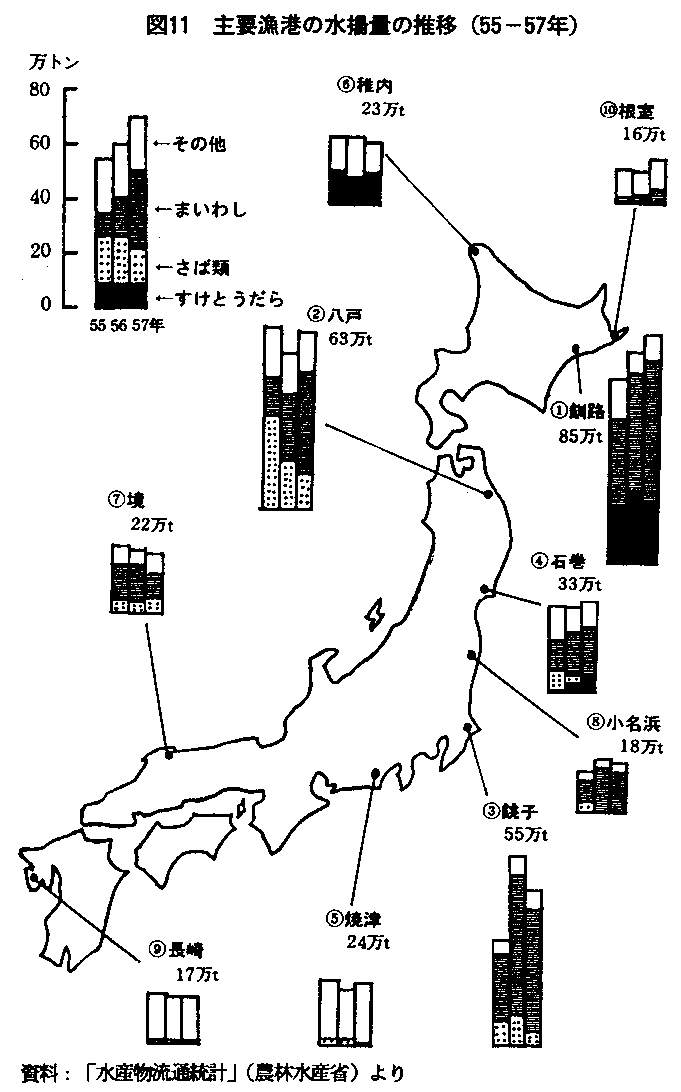 図11 主要漁港の水揚量の推移（55－57年）
万トン
80
60
40
20
0
←その他
←まいわし
←さば類
←すけとうだら
55 56 57年
⑥稚内
23万t
⑩根室
16万t
②八戸
63万t
①釧路
85万t
⑦境
22万t
④石巻
33万t
⑧小名浜
18万t
③銚子
55万t
⑤焼津
24万t
⑨長崎
17万t
資料：「水産物流通統計」（農林水産省）より